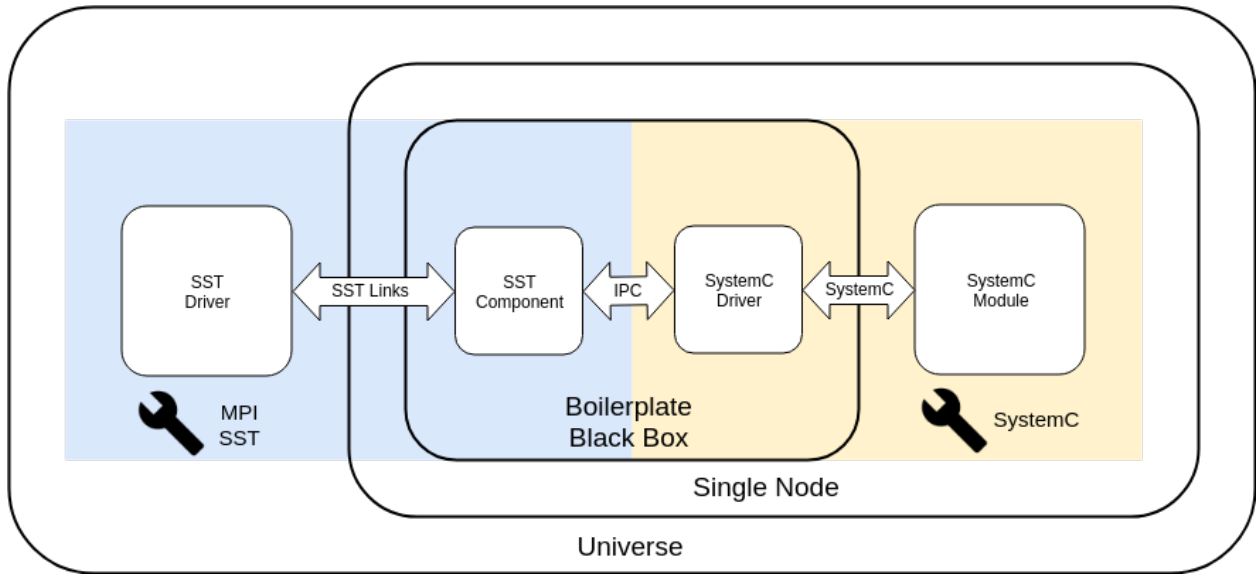 SST
Driver
SST Links
SST
Component
IPC
SystemC
Driver
SystemC
SystemC
Module
MPI
SST
Boilerplate
Black Box
SystemC
Single Node
Universe